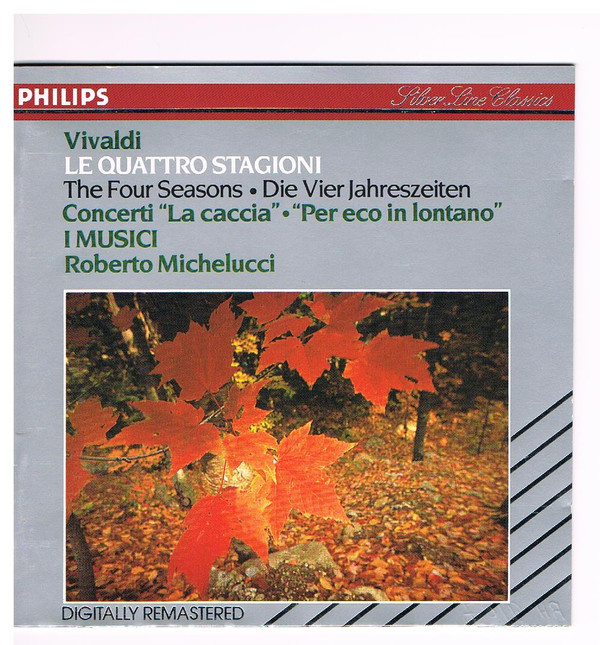 PHILIPS
Silver Line Classics
Vivaldi
LE QUATTRO STAGIONI
The Four Seasons • Die Vier Jahreszeiten
Concerti “La caccia” • “Per eco in lontano”
I MUSICI
Roberto Michelucci
DIGITALLY REMASTERED